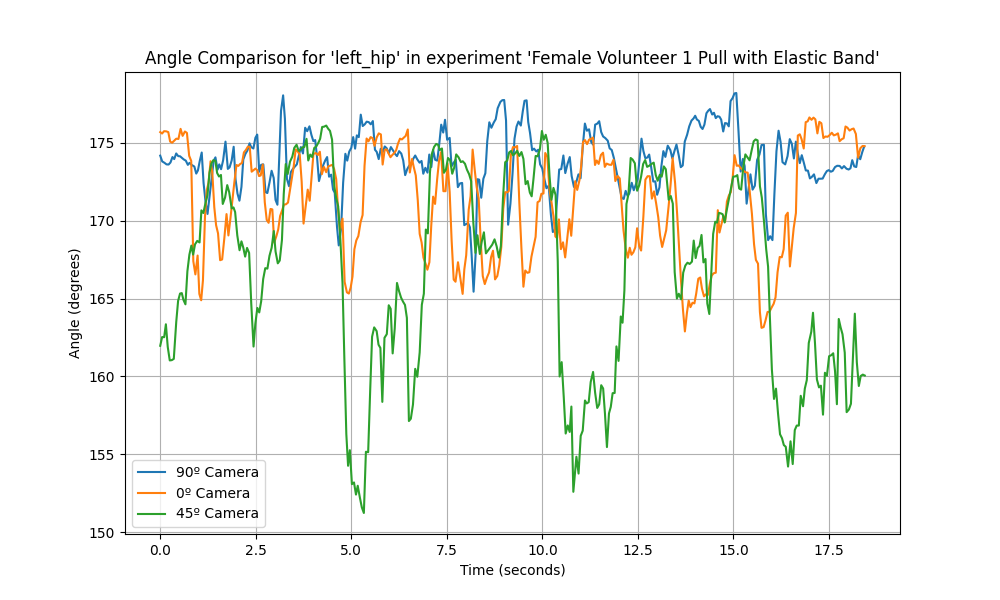 Angle Comparison for 'left_hip' in experiment 'Female Volunteer 1 Pull with Elastic Band'
175
170
165
160
155
150
Angle (degrees)
90º Camera
0º Camera
45º Camera
0.0 2.5 5.0 7.5 10.0 12.5 15.0 17.5
Time (seconds)